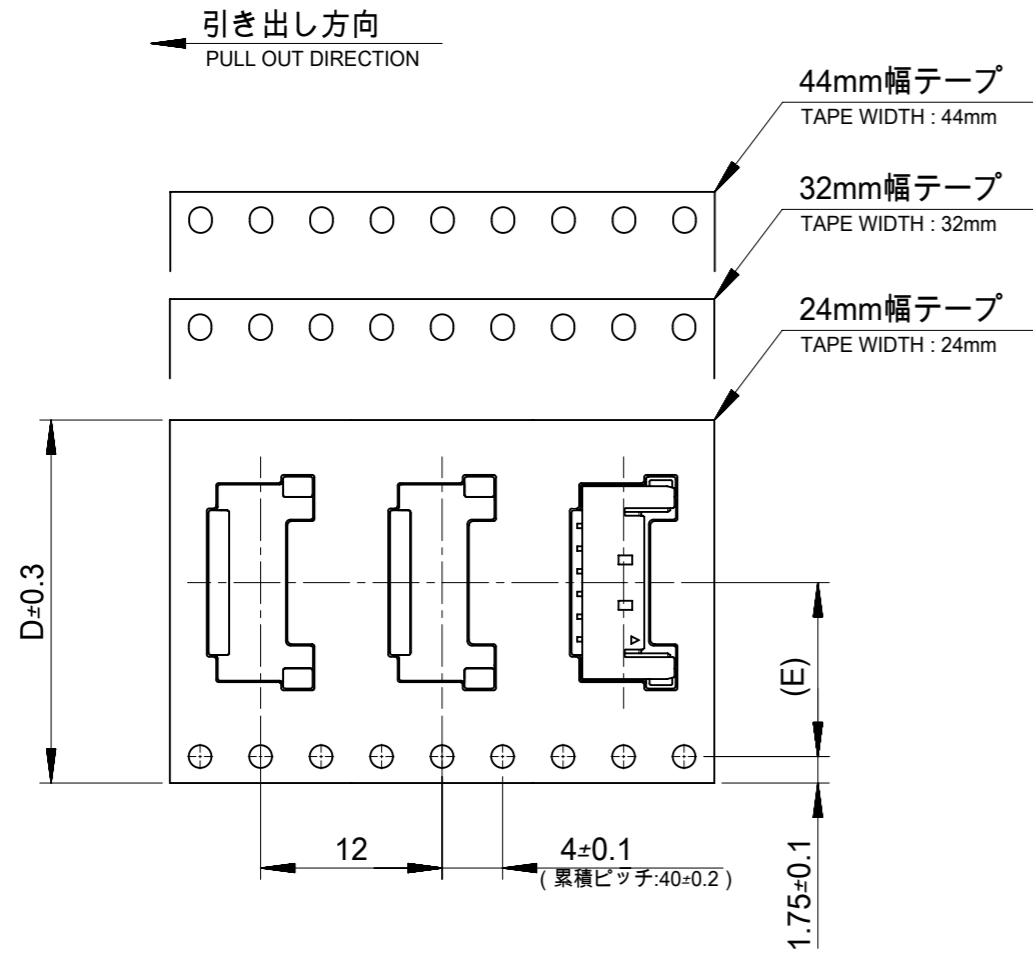 引き出し方向
PULL OUT DIRECTION
44mm幅テープ
TAPE WIDTH : 44mm
32mm幅テープ
TAPE WIDTH : 32mm
24mm幅テープ
TAPE WIDTH : 24mm
D±0.3
(E)
12
4±0.1
( 累積ピッチ:40±0.2 )
1.75±0.1